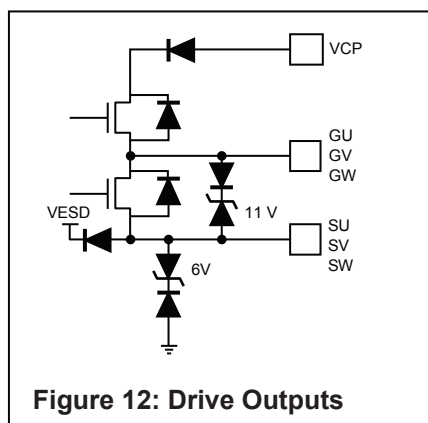 VCP
GU
GV
GW
VESD
11 V
SU
SV
SW
6V
Figure 12: Drive Outputs